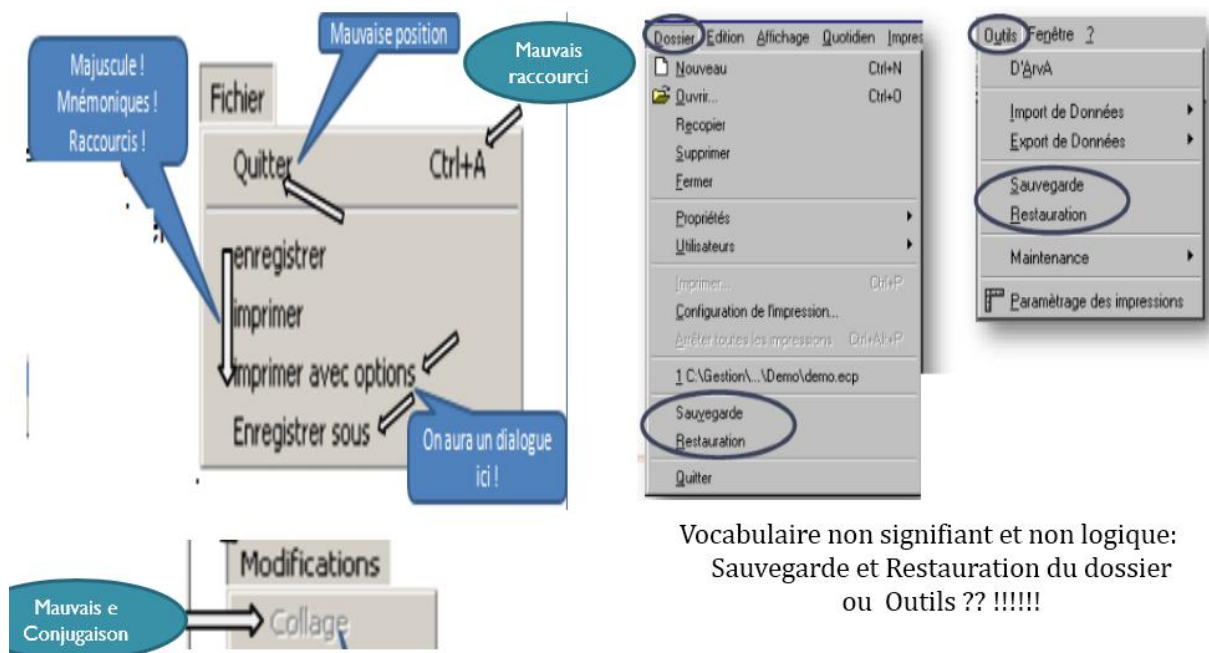 Majuscule !
Mnémoniques !
Raccourcis !
Mauvaise position
Mauvais
raccourci
Fichier
Quitter Ctrl+A
enregistrer
imprimer
imprimer avec options
Enregistrer sous
On aura un dialogue
ici !
Modifications
Mauvais e
Conjugaison
Collage
Dossier Edition Affichage Quotidien Impres
Nouveau Ctrl+N
Ouvrir... Ctrl+O
Recopier
Supprimer
Fermer
Propriétés
Utilisateurs
Imprimer... Ctrl+P
Configuration de l'impression...
Arrêter toutes les impressions Ctrl+Alt+P
1 C:\Gestion\...\Demo\demo.ecp
Sauvegarde
Restauration
Quitter
Outils Fenêtre ?
D'ArvA
Import de Données
Export de Données
Sauvegarde
Restauration
Maintenance
Paramètrage des impressions
Vocabulaire non signifiant et non logique:
Sauvegarde et Restauration du dossier
ou Outils ?? !!!!!!